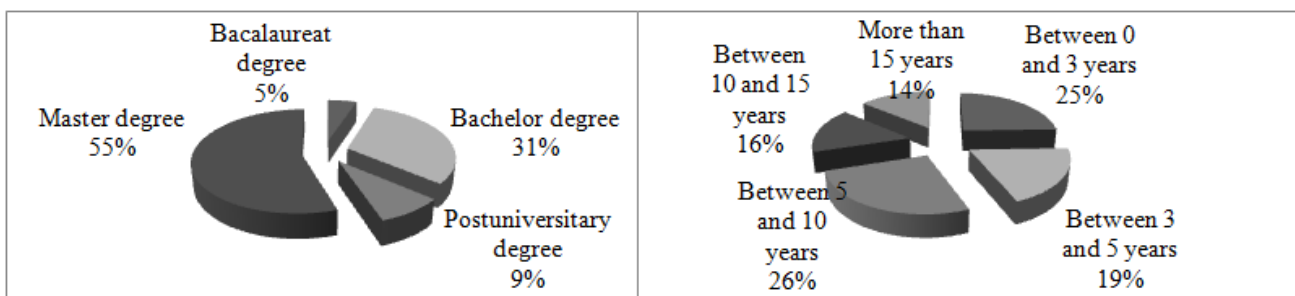 Bacalaureat
degree
5%
Master degree
55%
Bachelor degree
31%
Postuniversitary
degree
9%
More than
15 years
14%
Between 0
and 3 years
25%
Between
10 and 15
years
16%
Between 5
and 10
years
26%
Between 3
and 5 years
19%